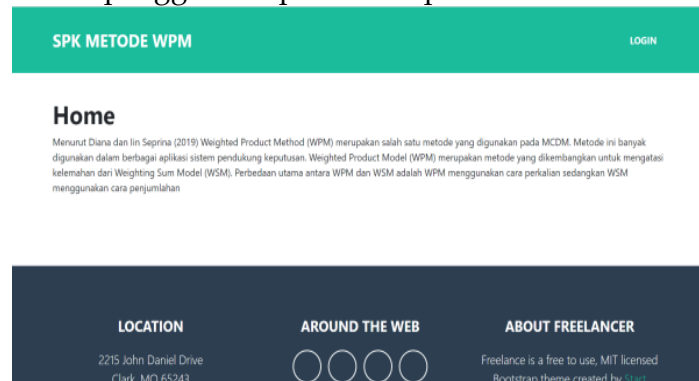 SPK METODE WPM
LOGIN
Home
Menurut Diana dan Iin Seprina (2019) Weighted Product Method (WPM) merupakan salah satu metode yang digunakan pada MCDM. Metode ini banyak
digunakan dalam berbagai aplikasi sistem pendukung keputusan. Weighted Product Model (WPM) merupakan metode yang dikembangkan untuk mengatasi
kelemahan dari Weighting Sum Model (WSM). Perbedaan utama antara WPM dan WSM adalah WPM menggunakan cara perkalian sedangkan WSM
menggunakan cara penjumlahan
LOCATION
2215 John Daniel Drive
Clark, MO 65243
AROUND THE WEB
ABOUT FREELANCER
Freelance is a free to use, MIT licensed
Bootstrap theme created by Start